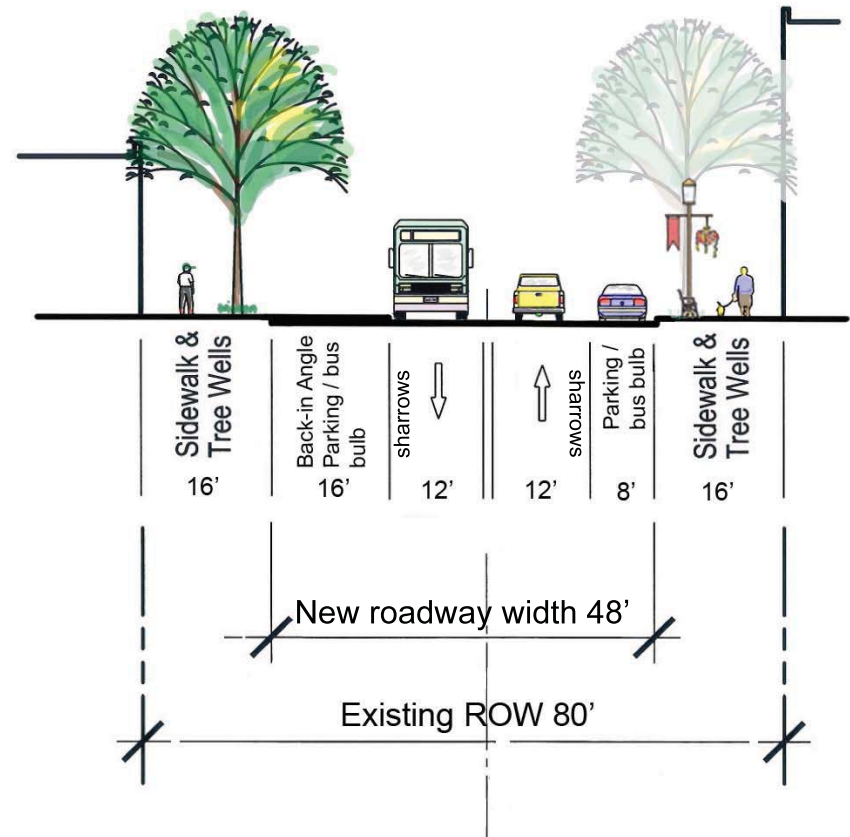 Sidewalk &
Tree Wells
16’
Back-in Angle
Parking / bus
bulb
16’
sharrows
12’
sharrows
12’
Parking /
bus bulb
8’
Sidewalk &
Tree Wells
16’
New roadway width 48’
Existing ROW 80’